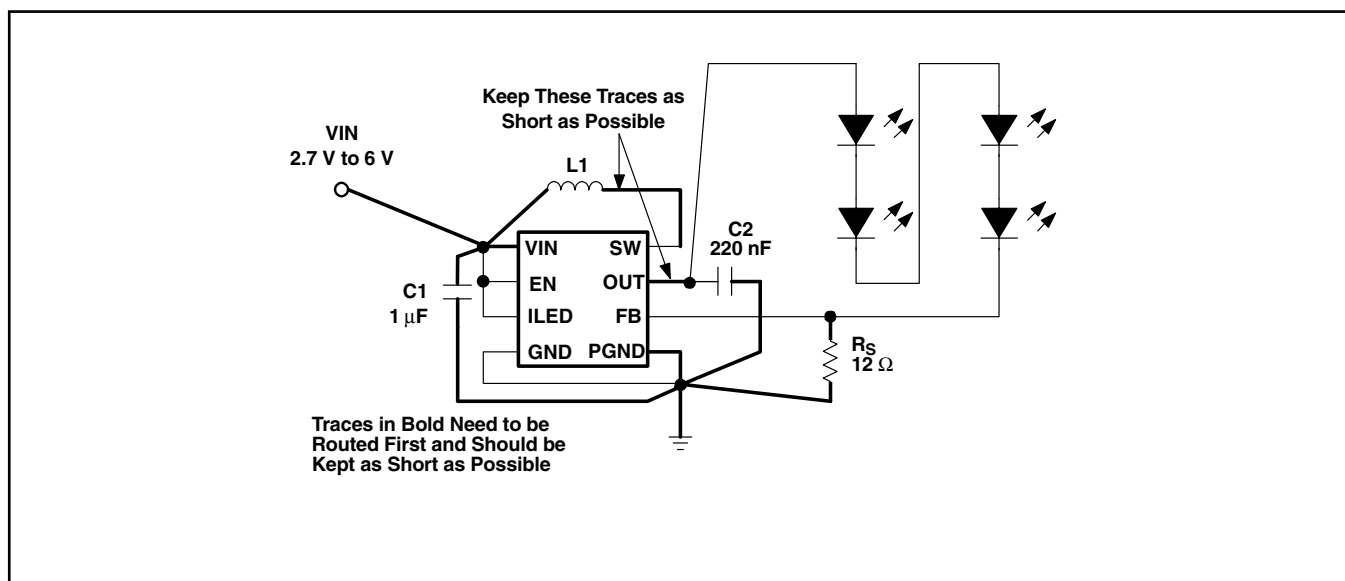 Keep These Traces as
Short as Possible
VIN
2.7 V to 6 V
L1
C1
1 μF
VIN
EN
ILED
GND
SW
OUT
FB
PGND
C2
220 nF
RS
12 Ω
Traces in Bold Need to be
Routed First and Should be
Kept as Short as Possible